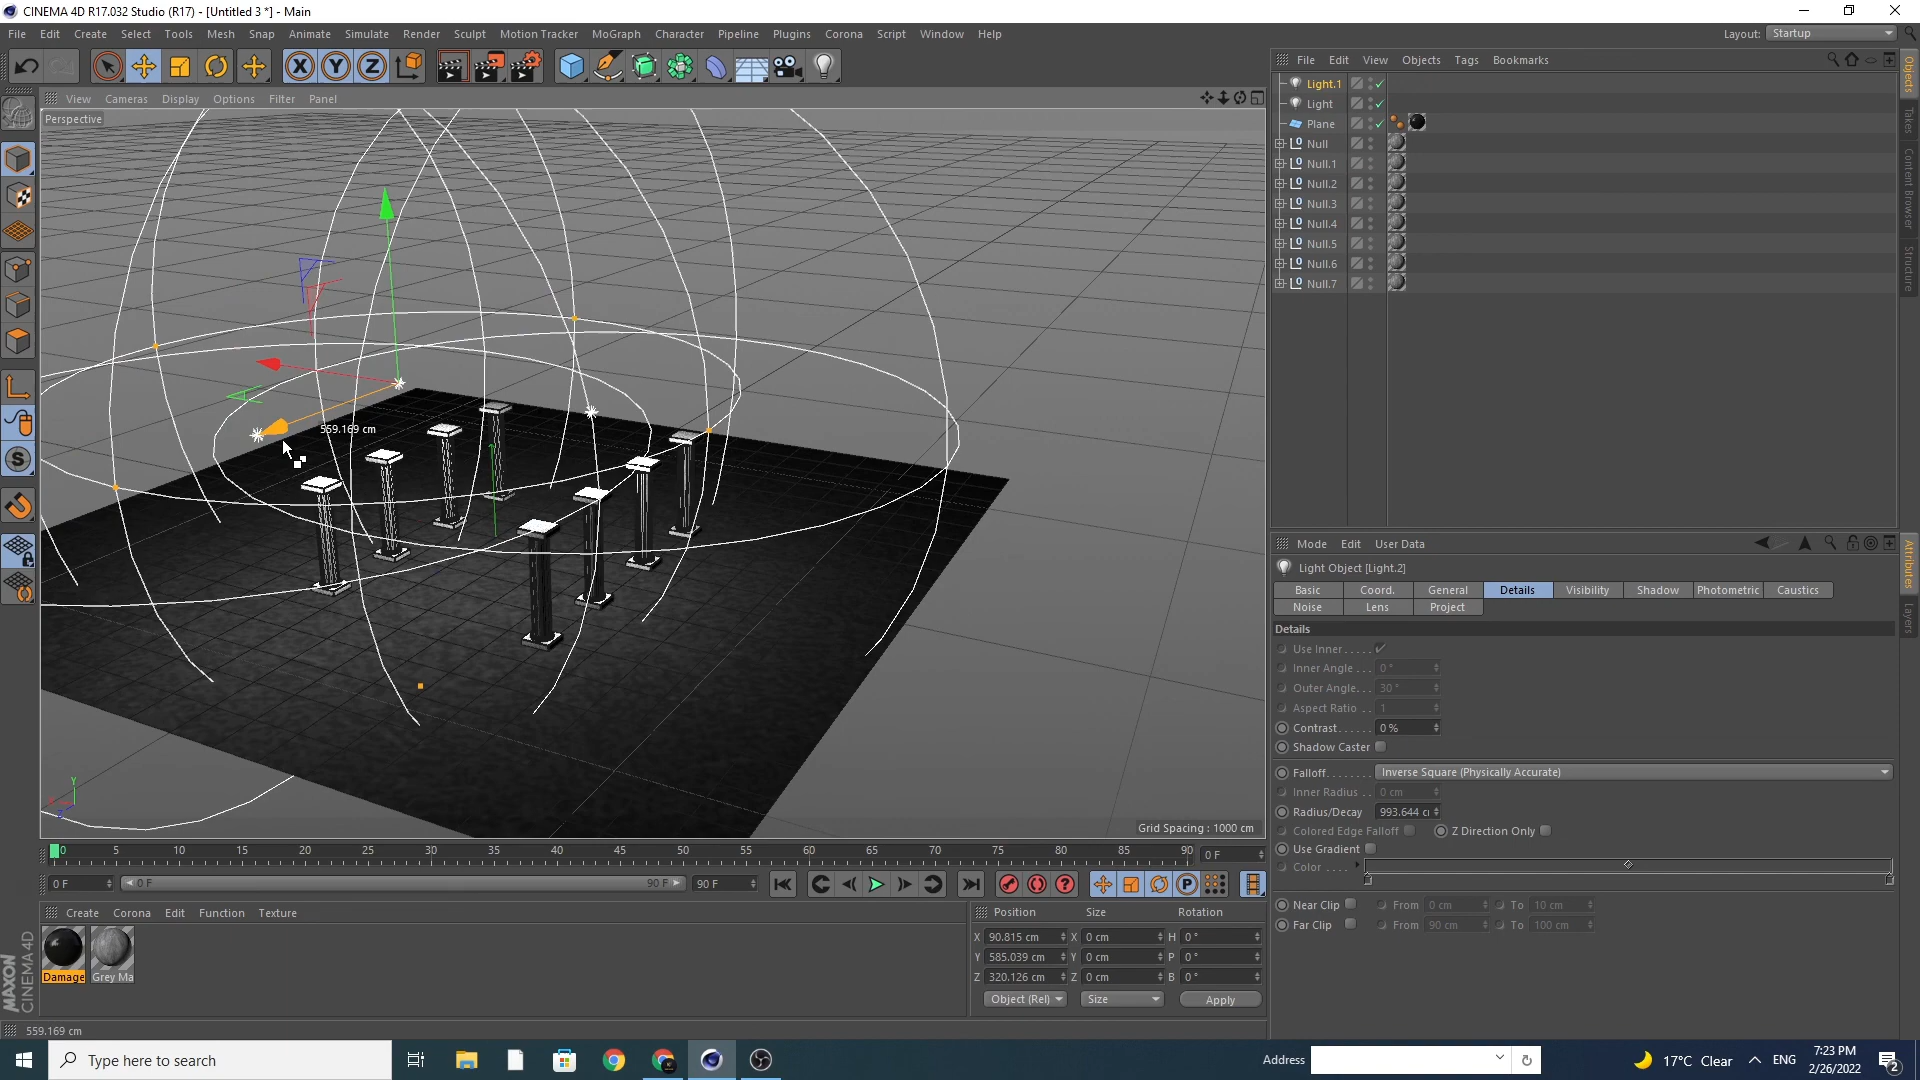 CINEMA 4D R17.032 Studio (R17) - [Untitled 3 *] - Main
File Edit Create Select Tools Mesh Snap Animate Simulate Render Sculpt Motion Tracker MoGraph Character Pipeline Plugins Corona Script Window Help
Layout: Startup
View Cameras Display Options Filter Panel
Perspective
559.169 cm
Grid Spacing : 1000 cm
File Edit View Objects Tags Bookmarks
Light.1
Light
Plane
Null
Null.1
Null.2
Null.3
Null.4
Null.5
Null.6
Null.7
Objects
Takes
Content Browser
Structure
Mode Edit User Data
Light Object [Light.2]
Basic Coord. General Details Visibility Shadow Photometric Caustics
Noise Lens Project
Details
Use Inner . . . . .
Inner Angle . . . 0 °
Outer Angle. . . 30 °
Aspect Ratio . . 1
Contrast. . . . . . 0 %
Shadow Caster
Falloff. . . . . . . . Inverse Square (Physically Accurate)
Inner Radius . . 0 cm
Radius/Decay 993.644 c
Colored Edge Falloff Z Direction Only
Use Gradient
Color . . . .
Near Clip From 0 cm To 10 cm
Far Clip From 90 cm To 100 cm
Attributes
Layers
0 5 10 15 20 25 30 35 40 45 50 55 60 65 70 75 80 85 90 0 F
0 F 0 F 90 F 90 F
Create Corona Edit Function Texture
Damage Grey Ma
MAXON
CINEMA 4D
Position Size Rotation
X 90.815 cm X 0 cm H 0 °
Y 585.039 cm Y 0 cm P 0 °
Z 320.126 cm Z 0 cm B 0 °
Object (Rel) Size Apply
559.169 cm
Type here to search
Address
17°C Clear
ENG
7:23 PM
2/26/2022
2